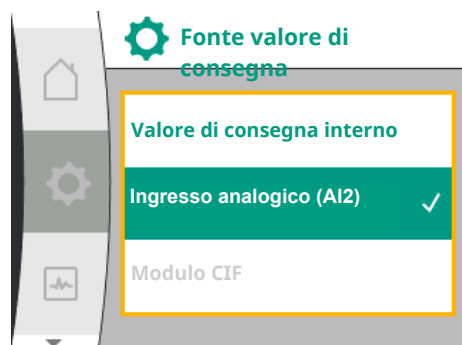 Fonte valore di
consegna
Valore di consegna interno
Ingresso analogico (AI2)
Modulo CIF